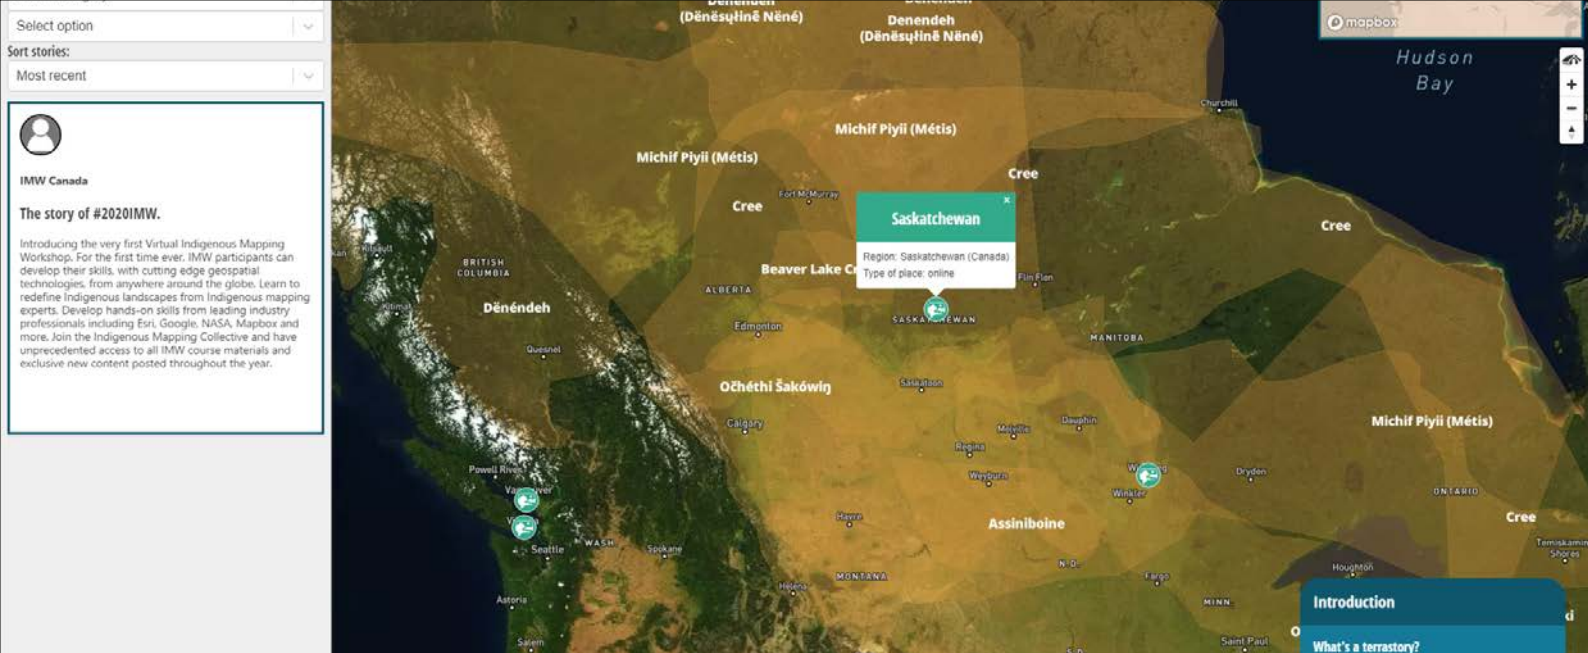 Select option
Sort stories:
Most recent
IMW Canada
The story of #2020IMW.
Introducing the very first Virtual Indigenous Mapping
Workshop. For the first time ever, IMW participants can
develop their skills, with cutting edge geospatial
technologies, from anywhere around the globe. Learn to
redefine Indigenous landscapes from Indigenous mapping
experts. Develop hands-on skills from leading industry
professionals including Esri, Google, NASA, Mapbox and
more. Join the Indigenous Mapping Collective and have
unprecedented access to all IMW course materials and
exclusive new content posted throughout the year.
Denendeh
(Dënësųłinë́ Nëné)
Denendeh
Denendeh
(Dënësųłinë́ Nëné)
mapbox
Hudson
Bay
Churchill
Michif Piyii (Métis)
Michif Piyii (Métis)
Cree
Fort McMurray
Cree
Cree
Saskatchewan
x
Region: Saskatchewan (Canada)
Type of place: online
Kitsault
BRITISH
COLUMBIA
Beaver Lake
Flin Flon
ALBERTA
Kitimat
Dënéndeh
Edmonton
MANITOBA
Quesnel
Očhéthi Šakówiŋ
Saskatoon
Calgary
Melville
Dauphin
Michif Piyii (Métis)
Regina
Powell River
Weyburn
Winkler
Dryden
ONTARIO
Havre
Assiniboine
Cree
Seattle
WASH
Spokane
Temiskaming
Shores
Helena
MONTANA
N.D.
Fargo
Houghton
Astoria
MINN.
Introduction
Salem
S.D.
Saint Paul
What's a terrastory?